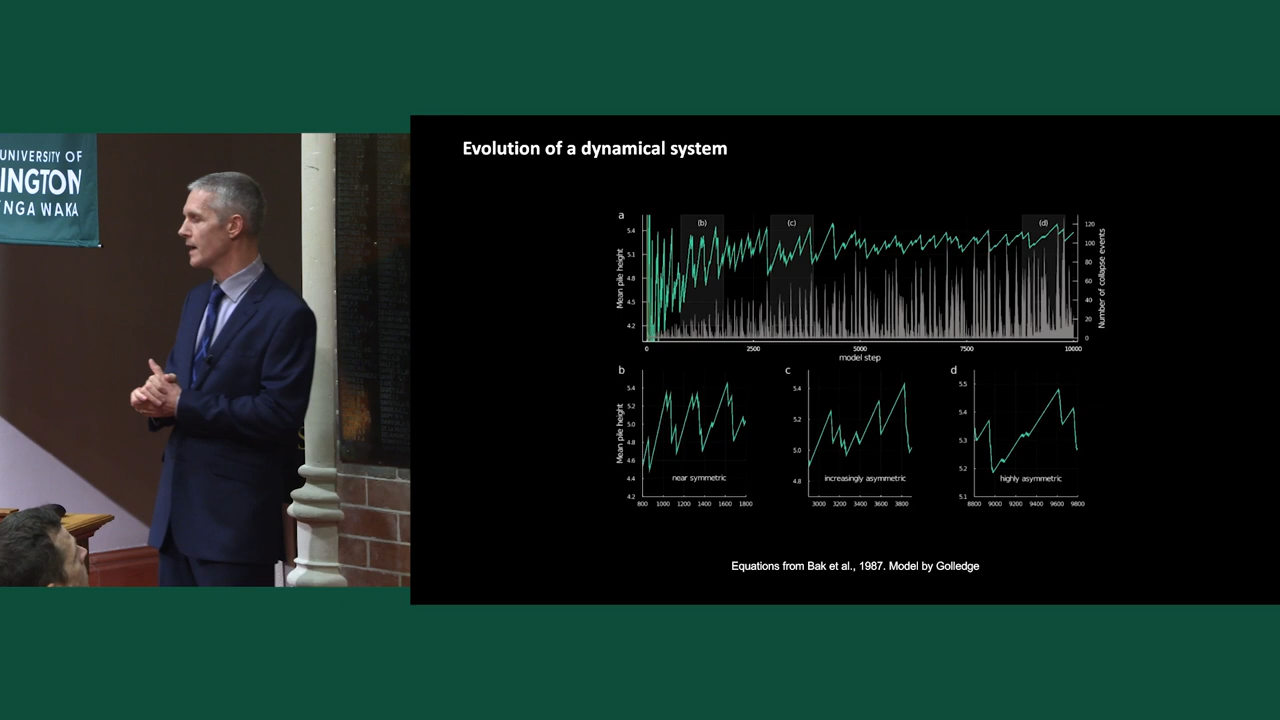 UNIVERSITY OF
INGTON
NGA WAKA
Evolution of a dynamical system
a
(b)
(c)
(d)
5.4
5.1
4.8
4.5
4.2
Mean pile height
120
100
80
60
40
20
0
Number of collapse events
0 2500 5000 7500 10000
model step
b
5.4
5.2
5.0
4.8
4.6
4.4
4.2
Mean pile height
near symmetric
800 1000 1200 1400 1600 1800
c
5.4
5.2
5.0
4.8
increasingly asymmetric
3000 3200 3400 3600 3800
d
5.5
5.4
5.3
5.2
5.1
highly asymmetric
8800 9000 9200 9400 9600 9800
Equations from Bak et al., 1987. Model by Golledge